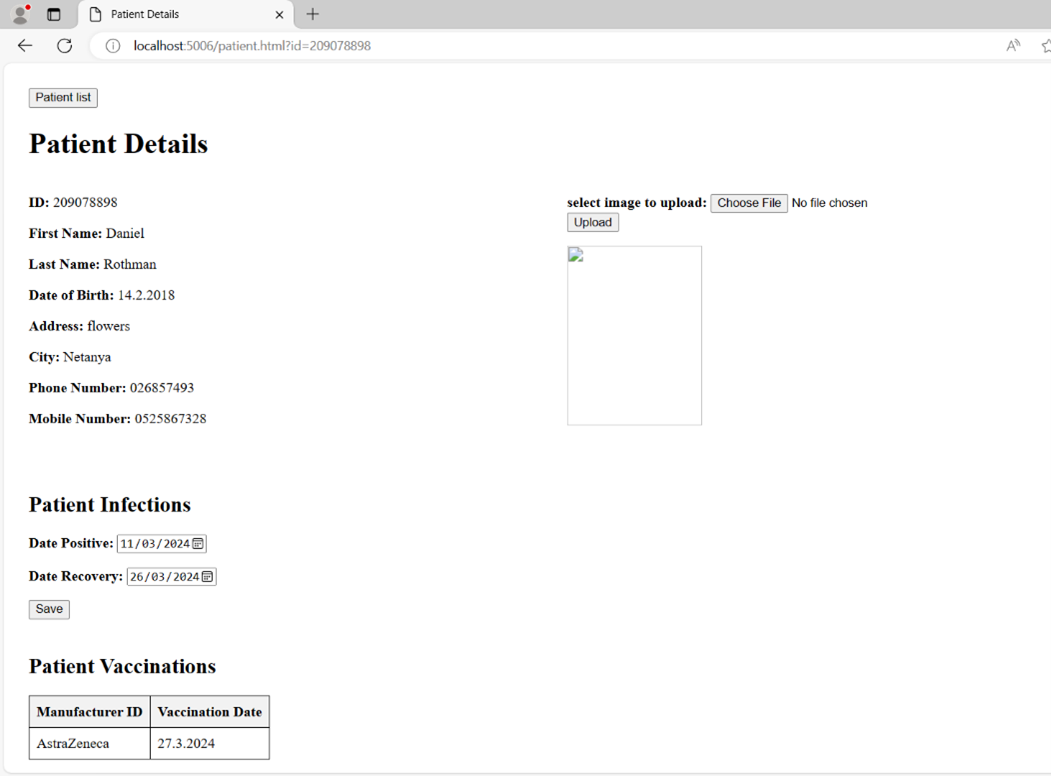 Patient Details
localhost:5006/patient.html?id=209078898
Patient list
Patient Details
ID: 209078898
First Name: Daniel
Last Name: Rothman
Date of Birth: 14.2.2018
Address: flowers
City: Netanya
Phone Number: 026857493
Mobile Number: 0525867328
select image to upload: Choose File No file chosen
Upload
Patient Infections
Date Positive: 11/03/2024
Date Recovery: 26/03/2024
Save
Patient Vaccinations
Manufacturer ID Vaccination Date
AstraZeneca 27.3.2024